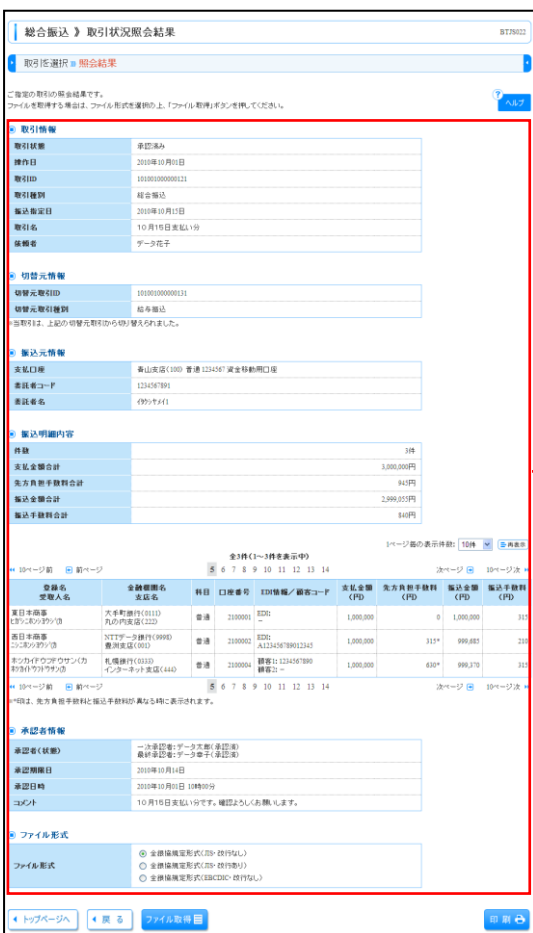 総合振込 》 取引状況照会結果 BTJS022
取引を選択 照会結果
ご指定の取引の照会結果です。
ファイルを取得する場合は、ファイル形式を選択の上、「ファイル取得」ボタンを押してください。
? ヘルプ
取引情報
取引状態 承認済み
操作日 2010年10月01日
取引ID 101001000000121
取引種別 総合振込
振込指定日 2010年10月15日
取引名 10月15日支払い分
依頼者 データ花子
切替元情報
切替元取引ID 101001000000131
切替元取引種別 給与振込
※当取引は、上記の切替元取引から切り替えられました。
振込元情報
支払口座 青山支店(100) 普通 1234567 資金移動用口座
委託者コード 1234567891
委託者名
振込明細内容
件数 3件
支払金額合計 3,000,000円
先方負担手数料合計 945円
振込金額合計 2,999,055円
振込手数料合計 840円
1ページ毎の表示件数: 10件 再表示
全3件(1~3件を表示中)
10ページ前 前ページ 5 6 7 8 9 10 11 12 13 14 次ページ 10ページ次
登録名 受取人名 金融機関名 支店名 科目 口座番号 EDI情報/顧客コード 支払金額 (円) 先方負担手数料 (円) 振込金額 (円) 振込手数料 (円)
東日本商事 大手町銀行(0111) 丸の内支店(222) 普通 2100001 EDI: - 1,000,000 0 1,000,000 315
西日本商事 NTTデータ銀行(9998) 豊洲支店(001) 普通 2100002 EDI: A12345678901234​5 1,000,000 315* 999,685 210
ホンカイドウフドウサン(カ 札幌銀行(0333) インターネット支店(444) 普通 2100004 顧客1: 1234567890 顧客2: - 1,000,000 630* 999,370 315
10ページ前 前ページ 5 6 7 8 9 10 11 12 13 14 次ページ 10ページ次
※*印は、先方負担手数料と振込手数料が異なる時に表示されます。
承認者情報
承認者(状態) 一次承認者:データ太郎(承認済)
最終承認者:データ幸子(承認済)
承認期限日 2010年10月14日
承認日時 2010年10月01日 10時00分
コメント 10月15日支払い分です。確認よろしくお願いします。
ファイル形式
ファイル形式 全銀協規定形式(JIS・改行なし)
全銀協規定形式(JIS・改行あり)
全銀協規定形式(EBCDIC・改行なし)
トップページへ 戻る ファイル取得 印刷